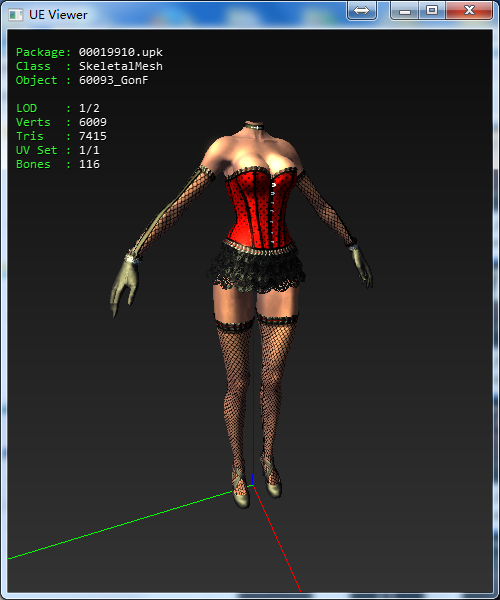 UE Viewer
Package: 00019910.upk
Class : SkeletalMesh
Object : 60093_GonF
LOD : 1/2
Verts : 6009
Tris : 7415
UV Set : 1/1
Bones : 116